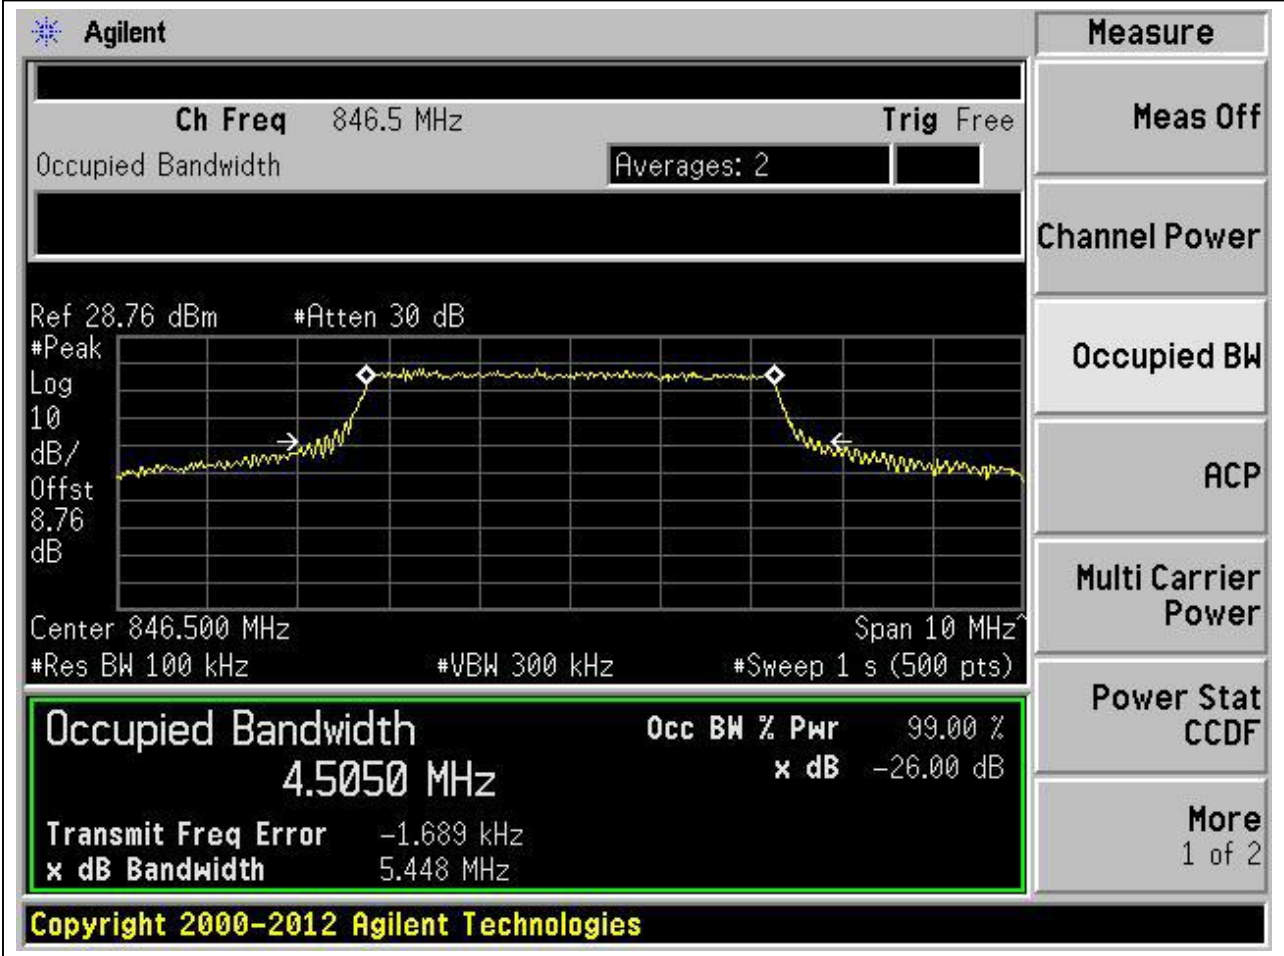 Agilent
Measure
Ch Freq 846.5 MHz Trig Free
Occupied Bandwidth Averages: 2
Meas Off
Channel Power
Occupied BW
ACP
Multi Carrier
Power
Power Stat
CCDF
More
1 of 2
Ref 28.76 dBm #Atten 30 dB
#Peak
Log
10
dB/
Offst
8.76
dB
Center 846.500 MHz Span 10 MHz^
#Res BW 100 kHz #VBW 300 kHz #Sweep 1 s (500 pts)
Occupied Bandwidth Occ BW % Pwr 99.00 %
4.5050 MHz x dB -26.00 dB
Transmit Freq Error -1.689 kHz
x dB Bandwidth 5.448 MHz
Copyright 2000-2012 Agilent Technologies